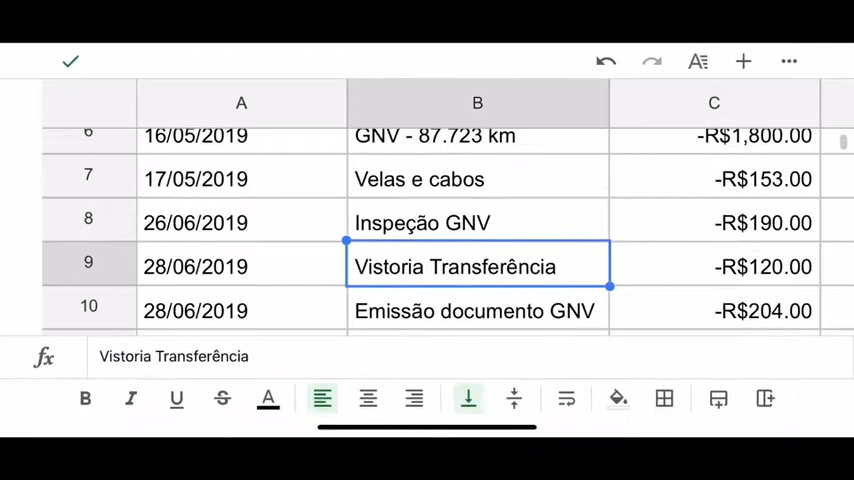 A B C
6 16/05/2019 GNV - 87.723 km -R$1,800.00
7 17/05/2019 Velas e cabos -R$153.00
8 26/06/2019 Inspeção GNV -R$190.00
9 28/06/2019 Vistoria Transferência -R$120.00
10 28/06/2019 Emissão documento GNV -R$204.00
fx Vistoria Transferência
B I U S A